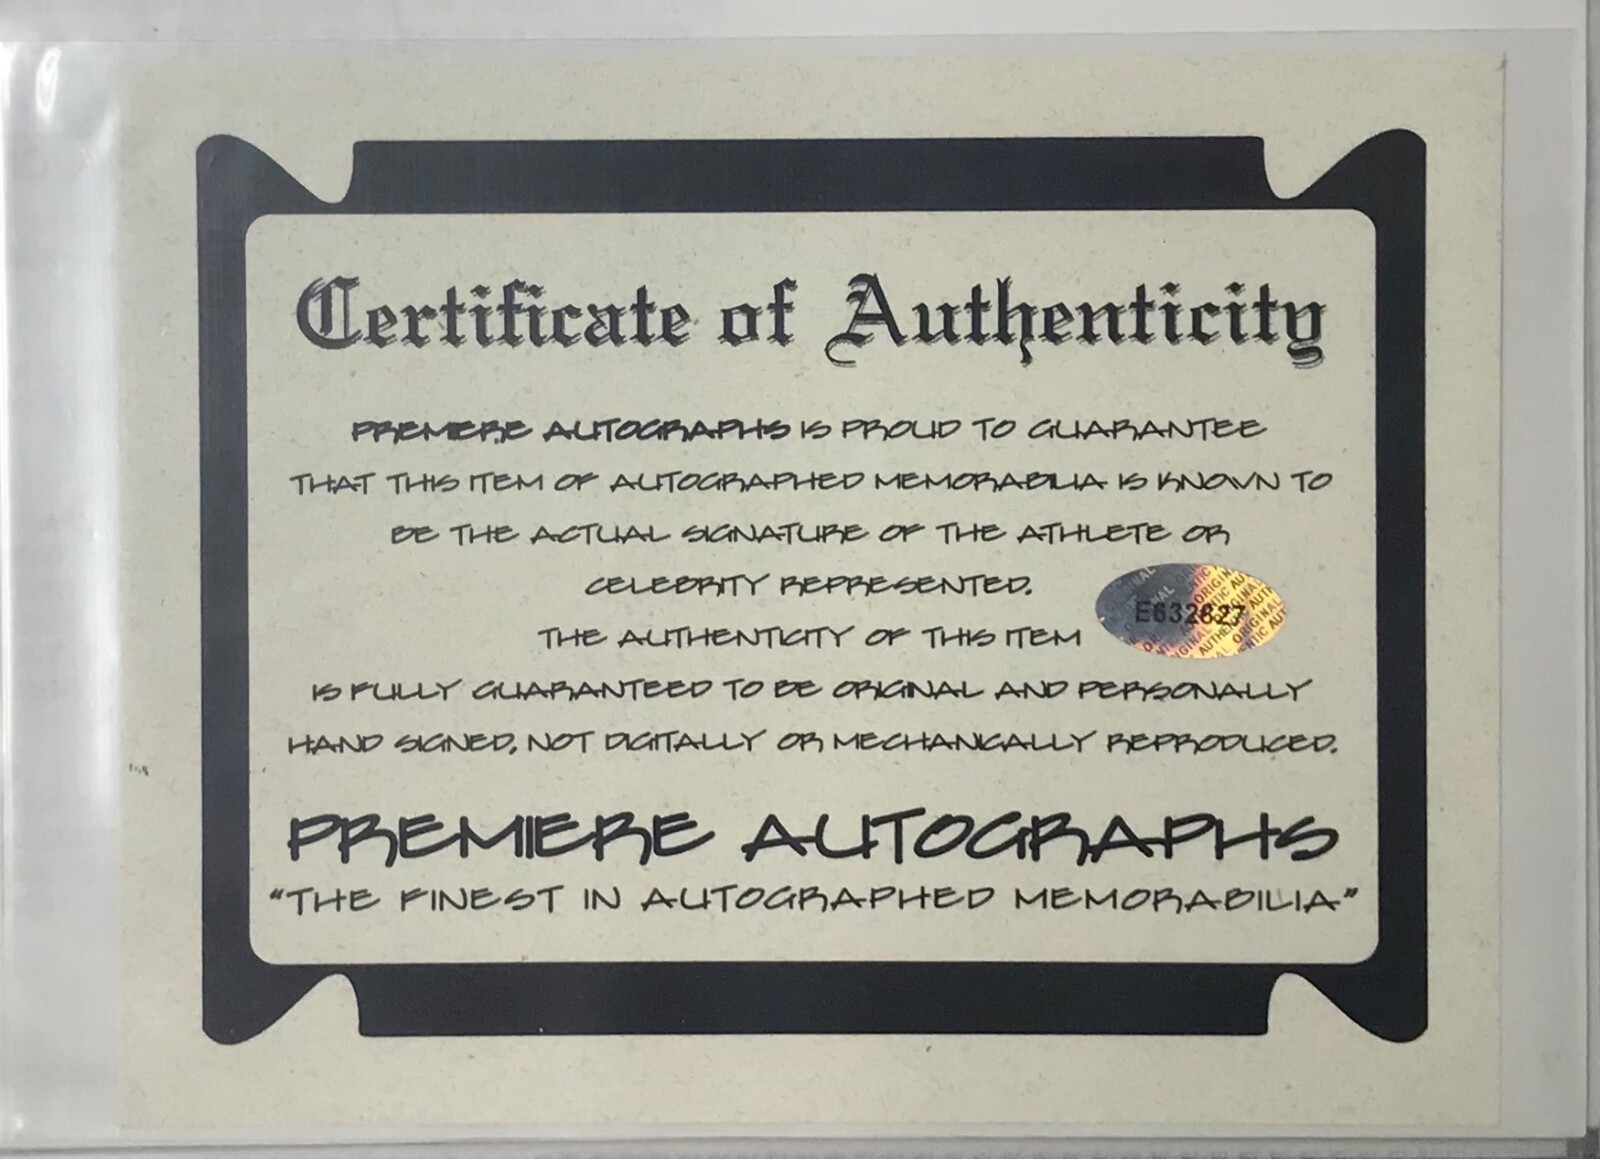 Certificate of Authenticity
PREMIERE AUTOGRAPHS IS PROUD TO GUARANTEE
THAT THIS ITEM OF AUTOGRAPHED MEMORABILIA IS KNOWN TO
BE THE ACTUAL SIGNATURE OF THE ATHLETE OR
CELEBRITY REPRESENTED.
E632627
THE AUTHENTICITY OF THIS ITEM
IS FULLY GUARANTEED TO BE ORIGINAL AND PERSONALLY
HAND SIGNED, NOT DIGITALLY OR MECHANICALLY REPRODUCED.
PREMIERE AUTOGRAPHS
"THE FINEST IN AUTOGRAPHED MEMORABILIA"